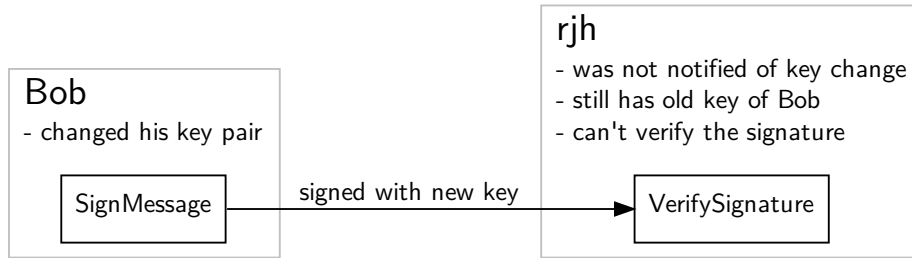 Bob
- changed his key pair
SignMessage
signed with new key
rjh
- was not notified of key change
- still has old key of Bob
- can't verify the signature
VerifySignature